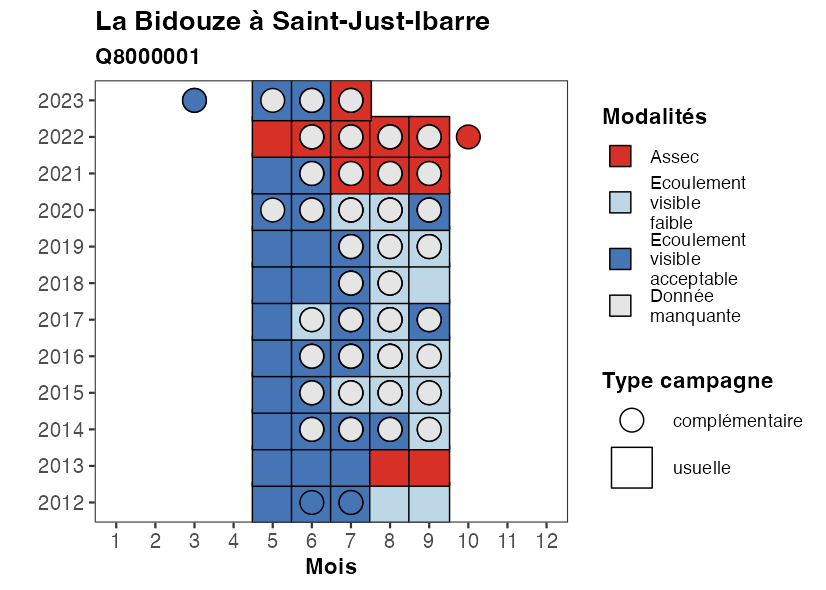 La Bidouze à Saint-Just-Ibarre
Q8000001
2023
2022
2021
2020
2019
2018
2017
2016
2015
2014
2013
2012
1 2 3 4 5 6 7 8 9 10 11 12
Mois
Modalités
Assec
Ecoulement
visible
faible
Ecoulement
visible
acceptable
Donnée
manquante
Type campagne
complémentaire
usuelle